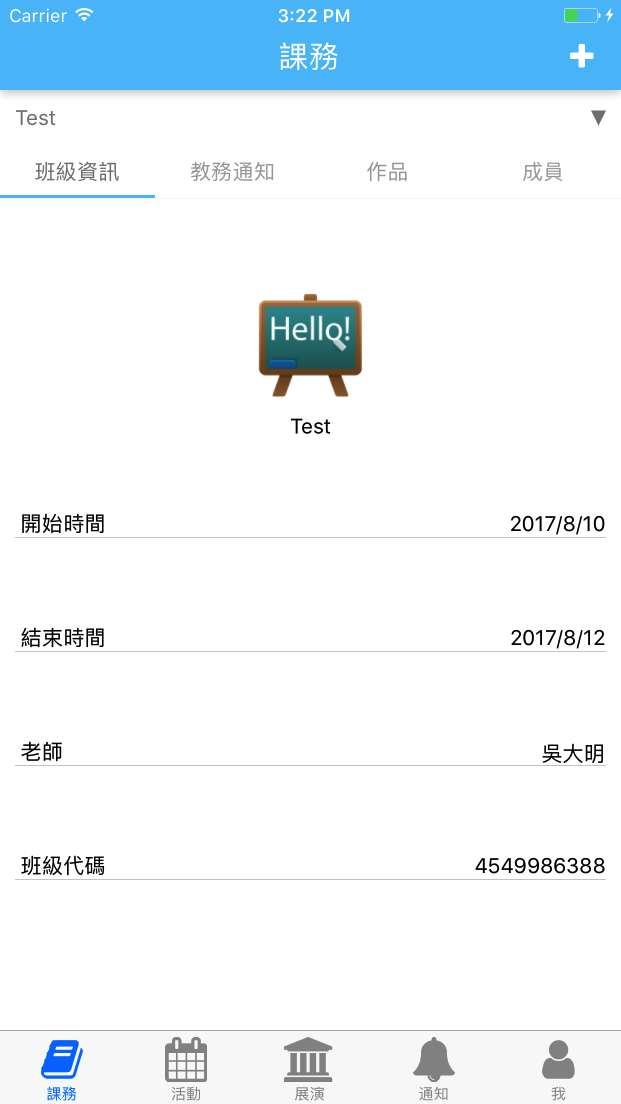 Carrier 3:22 PM
課務
Test ▼
班級資訊 教務通知 作品 成員
Hello!
Test
開始時間 2017/8/10
結束時間 2017/8/12
老師 吳大明
班級代碼 4549986388
課務 活動 展演 通知 我